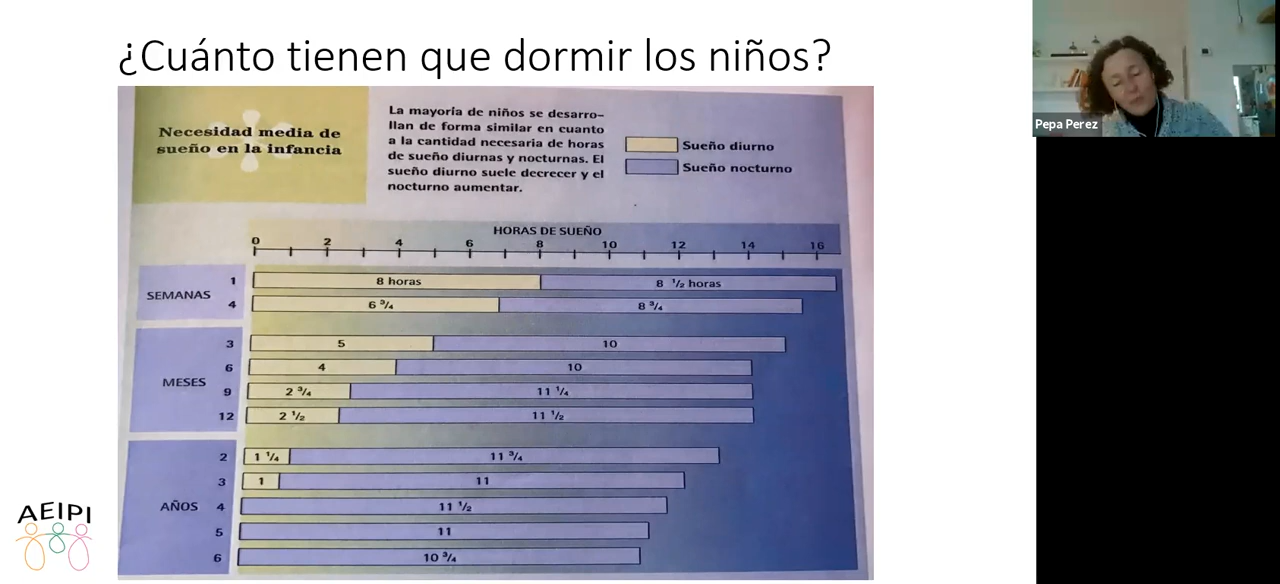 ¿Cuánto tienen que dormir los niños?
Pepa Perez
Necesidad media de
sueño en la infancia
La mayoría de niños se desarro-
llan de forma similar en cuanto
a la cantidad necesaria de horas
de sueño diurnas y nocturnas. El
sueño diurno suele decrecer y el
nocturno aumentar.
Sueño diurno
Sueño nocturno
HORAS DE SUEÑO
0 2 4 6 8 10 12 14 16
SEMANAS
1 8 horas 8 ½ horas
4 6 ¾ 8 ¾
MESES
3 5 10
6 4 10
9 2 ¾ 11 ¼
12 2 ½ 11 ½
AÑOS
2 1 ¼ 11 ¾
3 1 11
4 11 ½
5 11
6 10 ¾
AEIPI